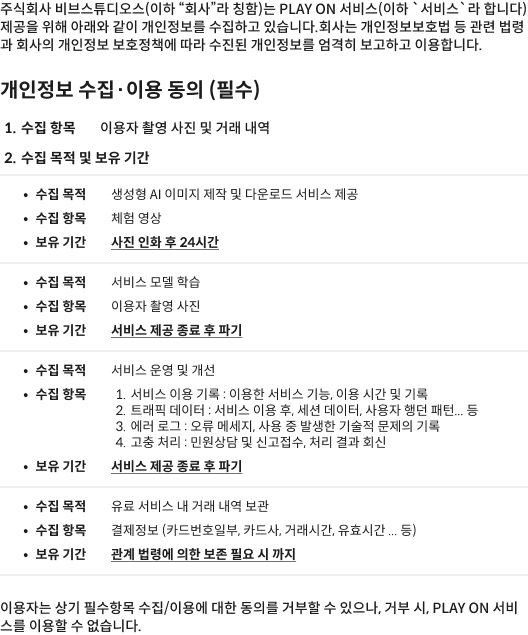 주식회사 비브스튜디오스(이하 “회사”라 칭함)는 PLAY ON 서비스(이하 `서비스`라 합니다)
제공을 위해 아래와 같이 개인정보를 수집하고 있습니다.회사는 개인정보보호법 등 관련 법령
과 회사의 개인정보 보호정책에 따라 수진된 개인정보를 엄격히 보고하고 이용합니다.
개인정보 수집·이용 동의 (필수)
1. 수집 항목 이용자 촬영 사진 및 거래 내역
2. 수집 목적 및 보유 기간
• 수집 목적 생성형 AI 이미지 제작 및 다운로드 서비스 제공
• 수집 항목 체험 영상
• 보유 기간 사진 인화 후 24시간
• 수집 목적 서비스 모델 학습
• 수집 항목 이용자 촬영 사진
• 보유 기간 서비스 제공 종료 후 파기
• 수집 목적 서비스 운영 및 개선
• 수집 항목 1. 서비스 이용 기록 : 이용한 서비스 기능, 이용 시간 및 기록
2. 트래픽 데이터 : 서비스 이용 후, 세션 데이터, 사용자 행던 패턴... 등
3. 에러 로그 : 오류 메세지, 사용 중 발생한 기술적 문제의 기록
4. 고충 처리 : 민원상담 및 신고접수, 처리 결과 회신
• 보유 기간 서비스 제공 종료 후 파기
• 수집 목적 유료 서비스 내 거래 내역 보관
• 수집 항목 결제정보 (카드번호일부, 카드사, 거래시간, 유효시간 ... 등)
• 보유 기간 관계 법령에 의한 보존 필요 시 까지
이용자는 상기 필수항목 수집/이용에 대한 동의를 거부할 수 있으나, 거부 시, PLAY ON 서비
스를 이용할 수 없습니다.